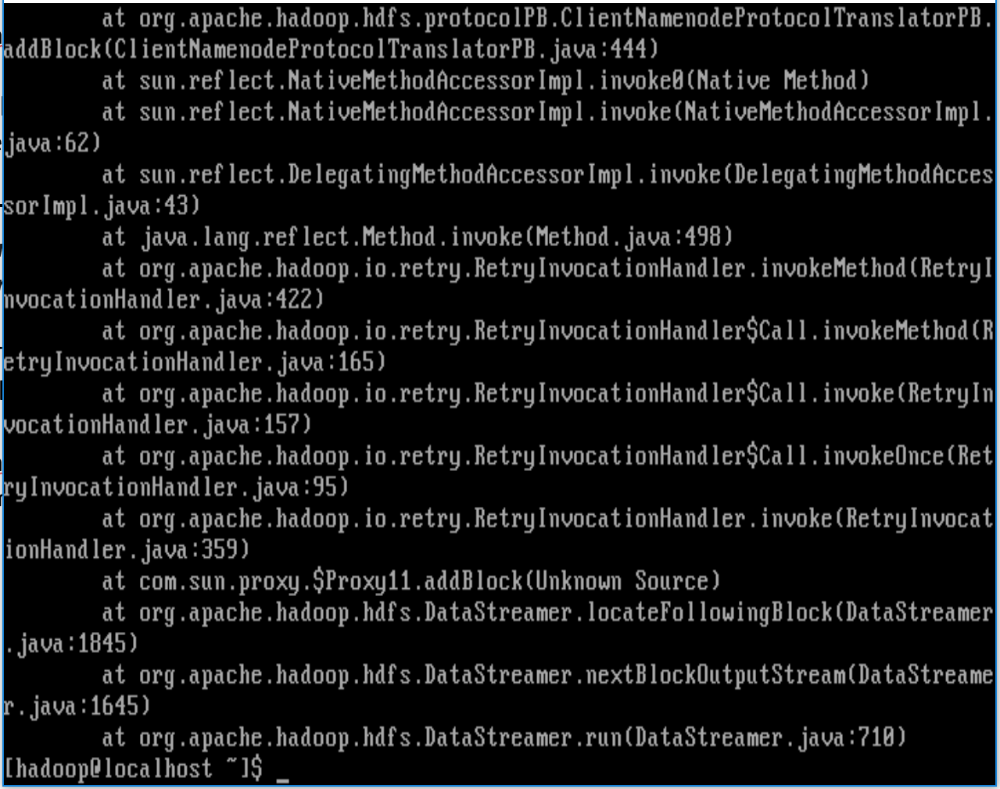 at org.apache.hadoop.hdfs.protocolPB.ClientNamenodeProtocolTranslatorPB.
addBlock(ClientNamenodeProtocolTranslatorPB.java:444)
at sun.reflect.NativeMethodAccessorImpl.invoke0(Native Method)
at sun.reflect.NativeMethodAccessorImpl.invoke(NativeMethodAccessorImpl.
java:62)
at sun.reflect.DelegatingMethodAccessorImpl.invoke(DelegatingMethodAcces
sorImpl.java:43)
at java.lang.reflect.Method.invoke(Method.java:498)
at org.apache.hadoop.io.retry.RetryInvocationHandler.invokeMethod(RetryI
nvocationHandler.java:422)
at org.apache.hadoop.io.retry.RetryInvocationHandler$Call.invokeMethod(R
etryInvocationHandler.java:165)
at org.apache.hadoop.io.retry.RetryInvocationHandler$Call.invoke(RetryIn
vocationHandler.java:157)
at org.apache.hadoop.io.retry.RetryInvocationHandler$Call.invokeOnce(Ret
ryInvocationHandler.java:95)
at org.apache.hadoop.io.retry.RetryInvocationHandler.invoke(RetryInvocat
ionHandler.java:359)
at com.sun.proxy.$Proxy11.addBlock(Unknown Source)
at org.apache.hadoop.hdfs.DataStreamer.locateFollowingBlock(DataStreamer
.java:1845)
at org.apache.hadoop.hdfs.DataStreamer.nextBlockOutputStream(DataStreame
r.java:1645)
at org.apache.hadoop.hdfs.DataStreamer.run(DataStreamer.java:710)
[hadoop@localhost ~]$ _